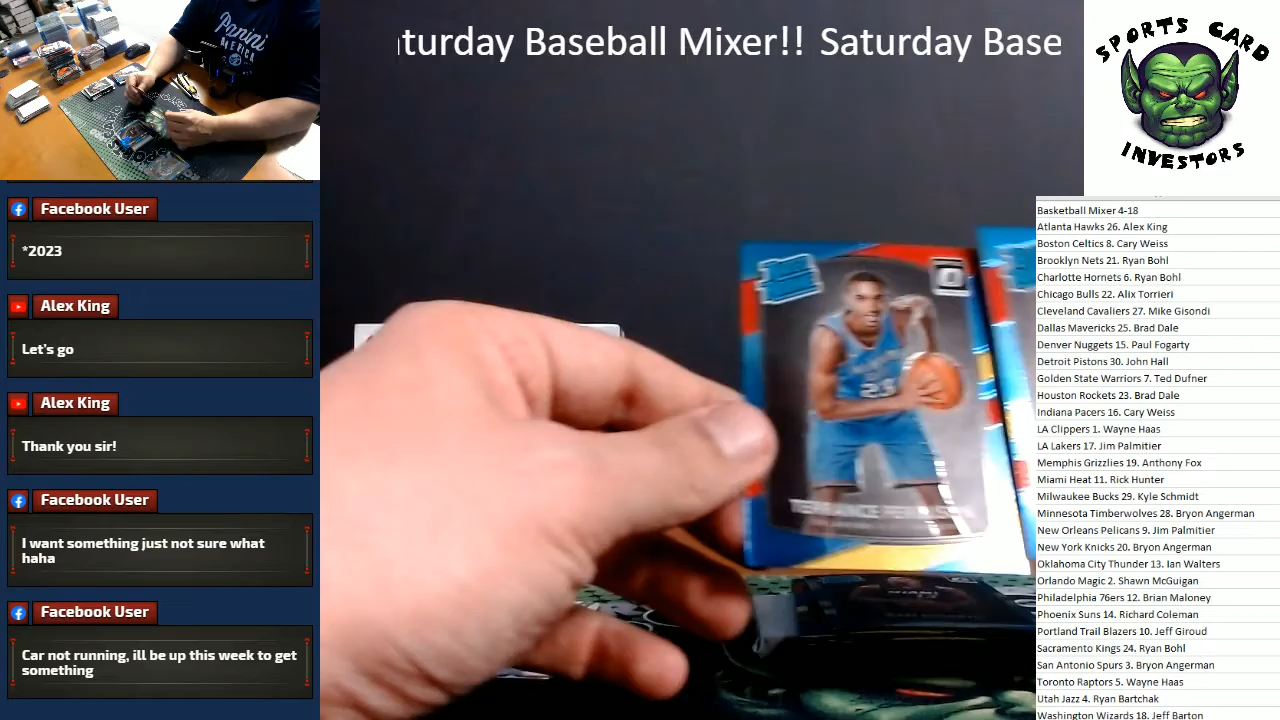 Panini
AMERICA
turday Baseball Mixer!! Saturday Base
SPORTS CARD
INVESTORS
Facebook User
*2023
Alex King
Let's go
Alex King
Thank you sir!
Facebook User
I want something just not sure what
haha
Facebook User
Car not running, ill be up this week to get
something
23
Basketball Mixer 4-18
Atlanta Hawks 26. Alex King
Boston Celtics 8. Cary Weiss
Brooklyn Nets 21. Ryan Bohl
Charlotte Hornets 6. Ryan Bohl
Chicago Bulls 22. Alix Torrieri
Cleveland Cavaliers 27. Mike Gisondi
Dallas Mavericks 25. Brad Dale
Denver Nuggets 15. Paul Fogarty
Detroit Pistons 30. John Hall
Golden State Warriors 7. Ted Dufner
Houston Rockets 23. Brad Dale
Indiana Pacers 16. Cary Weiss
LA Clippers 1. Wayne Haas
LA Lakers 17. Jim Palmitier
Memphis Grizzlies 19. Anthony Fox
Miami Heat 11. Rick Hunter
Milwaukee Bucks 29. Kyle Schmidt
Minnesota Timberwolves 28. Bryon Angerman
New Orleans Pelicans 9. Jim Palmitier
New York Knicks 20. Bryon Angerman
Oklahoma City Thunder 13. Ian Walters
Orlando Magic 2. Shawn McGuigan
Philadelphia 76ers 12. Brian Maloney
Phoenix Suns 14. Richard Coleman
Portland Trail Blazers 10. Jeff Giroud
Sacramento Kings 24. Ryan Bohl
San Antonio Spurs 3. Bryon Angerman
Toronto Raptors 5. Wayne Haas
Utah Jazz 4. Ryan Bartchak
Washington Wizards 18. Jeff Barton